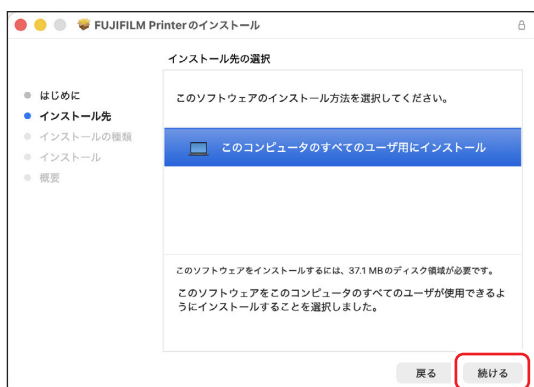 FUJIFILM Printerのインストール
インストール先の選択
はじめに
インストール先
インストールの種類
インストール
概要
このソフトウェアのインストール方法を選択してください。
このコンピュータのすべてのユーザ用にインストール
このソフトウェアをインストールするには、37.1 MBのディスク領域が必要です。
このソフトウェアをこのコンピュータのすべてのユーザが使用できるよ
うにインストールすることを選択しました。
戻る
続ける